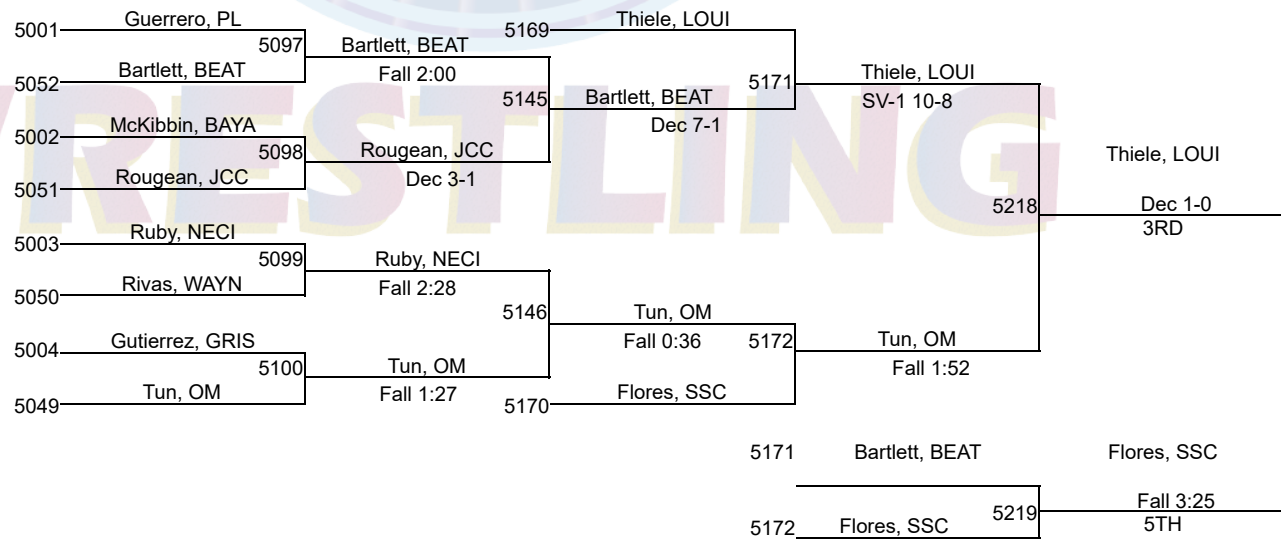 Guerrero, PL
5001
5097
Bartlett, BEAT
Fall 2:00
Bartlett, BEAT
5052
5145
McKibbin, BAYA
5002
5098
Rougean, JCC
Dec 3-1
Rougean, JCC
5051
5169
Thiele, LOUI
5171
Bartlett, BEAT
Dec 7-1
Thiele, LOUI
SV-1 10-8
WRESTLING
Ruby, NECI
5003
5099
Ruby, NECI
Fall 2:28
Rivas, WAYN
5050
5146
Gutierrez, GRIS
5004
5100
Tun, OM
Fall 1:27
Tun, OM
5049
Tun, OM
Fall 0:36
5172
Flores, SSC
5170
Tun, OM
Fall 1:52
5218
Thiele, LOUI
Dec 1-0
3RD
5171
Bartlett, BEAT
5219
5172
Flores, SSC
Flores, SSC
Fall 3:25
5TH